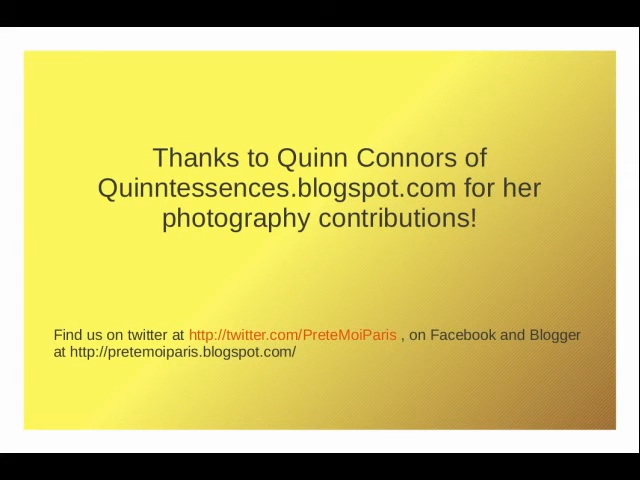 Thanks to Quinn Connors of
Quinntessences.blogspot.com for her
photography contributions!
Find us on twitter at http://twitter.com/PreteMoiParis , on Facebook and Blogger
at http://pretemoiparis.blogspot.com/